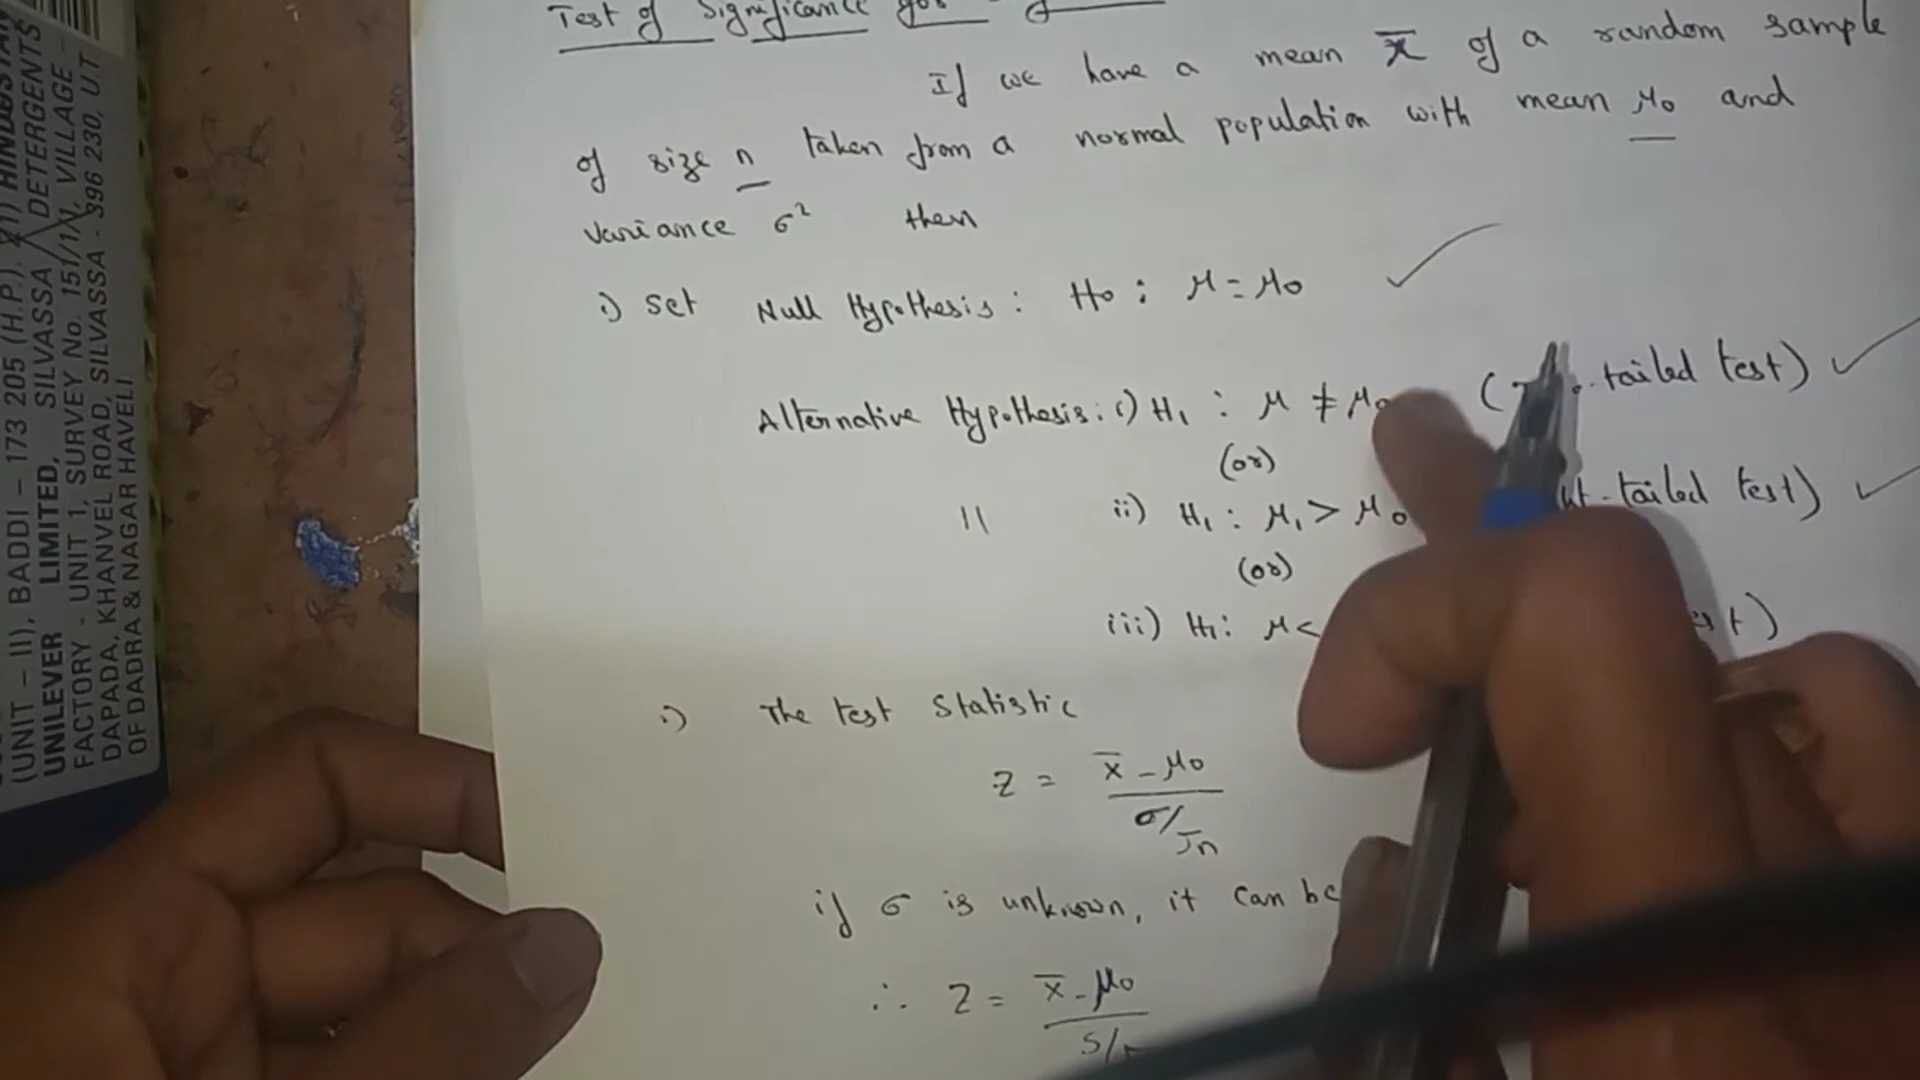 Test of Significance for
If we have a mean x̄ of a random sample
of size n taken from a normal population with mean μ₀ and
variance σ² then
i) Set Null Hypothesis : H₀ : μ = μ₀
Alternative Hypothesis : i) H₁ : μ ≠ μ₀ ( tailed test)
(or)
11 ii) H₁ : μ₁ > μ₀ tailed test)
(or)
iii) H₁: μ <
The test Statistic
Z = x̄ - μ₀ / σ/√n
if σ is unknown, it can be
∴ Z = x̄ - μ₀ / S/
(UNIT – II), BADDI – 173 205 (H.P.).
UNILEVER LIMITED, SILVASSA
FACTORY - UNIT 1, SURVEY No. 151/1/1, VILLAGE -
DAPADA, KHANVEL ROAD, SILVASSA - 396 230, UT
OF DADRA & NAGAR HAVELI
DETERGENTS